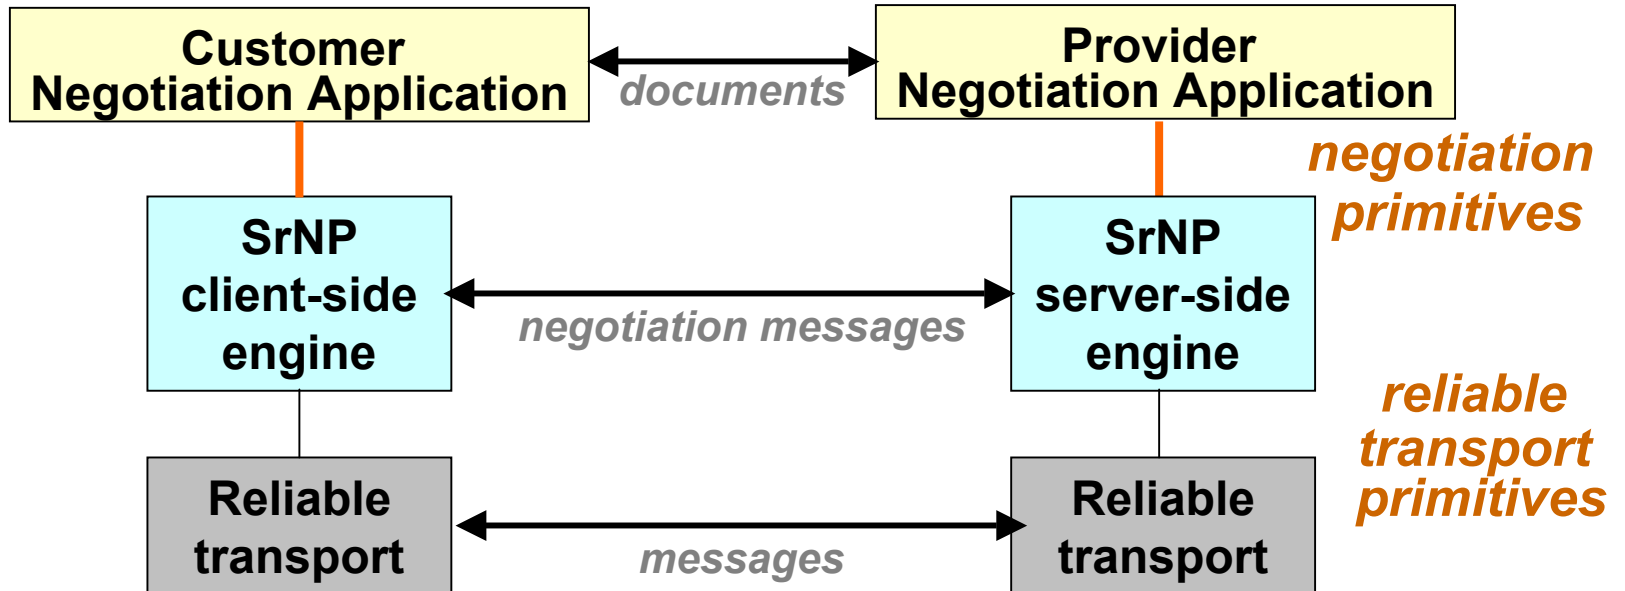 Customer
Negotiation Application
documents
Provider
Negotiation Application
negotiation
primitives
SrNP
client-side
engine
negotiation messages
SrNP
server-side
engine
reliable
transport
primitives
Reliable
transport
messages
Reliable
transport